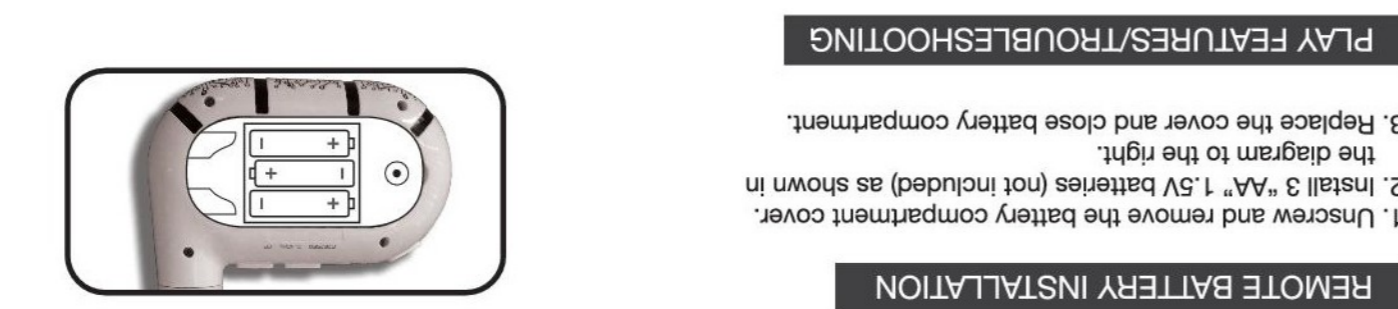 REMOTE BATTERY INSTALLATION
1. Unscrew and remove the battery compartment cover.
2. Install 3 “AA” 1.5V batteries (not included) as shown in
the diagram to the right.
3. Replace the cover and close battery compartment.
PLAY FEATURES/TROUBLESHOOTING
+ -
- +
+ -